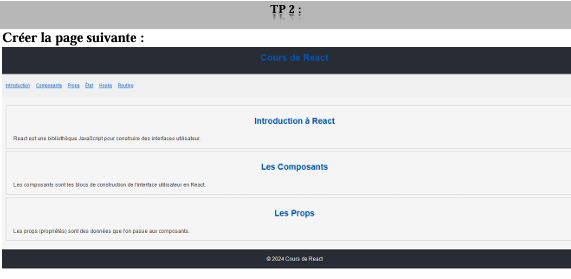 TP 2 :
Créer la page suivante :
Cours de React
Introduction Composants Props État Hooks Routing
Introduction à React
React est une bibliothèque JavaScript pour construire des interfaces utilisateur.
Les Composants
Les composants sont les blocs de construction de l'interface utilisateur en React.
Les Props
Les props (propriétés) sont des données que l'on passe aux composants.
© 2024 Cours de React